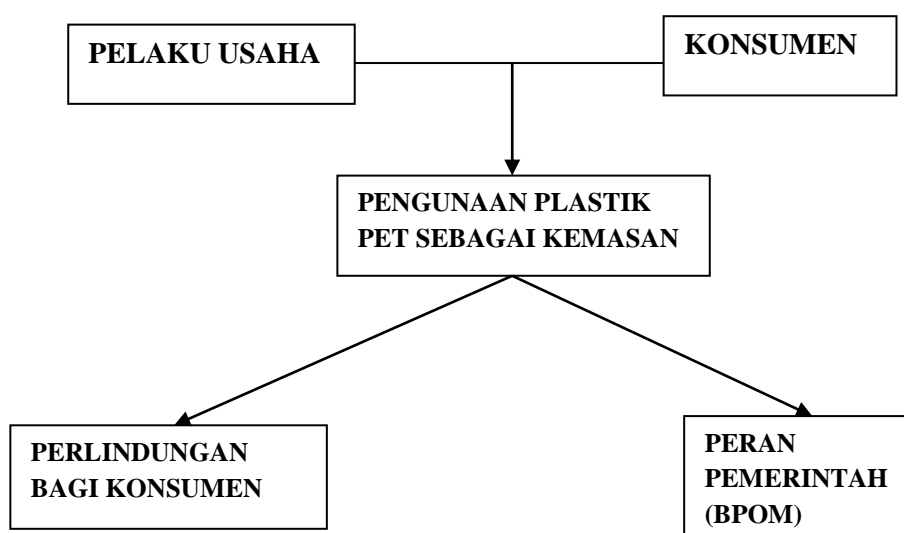 PELAKU USAHA
KONSUMEN
PENGUNAAN PLASTIK
PET SEBAGAI KEMASAN
PERLINDUNGAN
BAGI KONSUMEN
PERAN
PEMERINTAH
(BPOM)